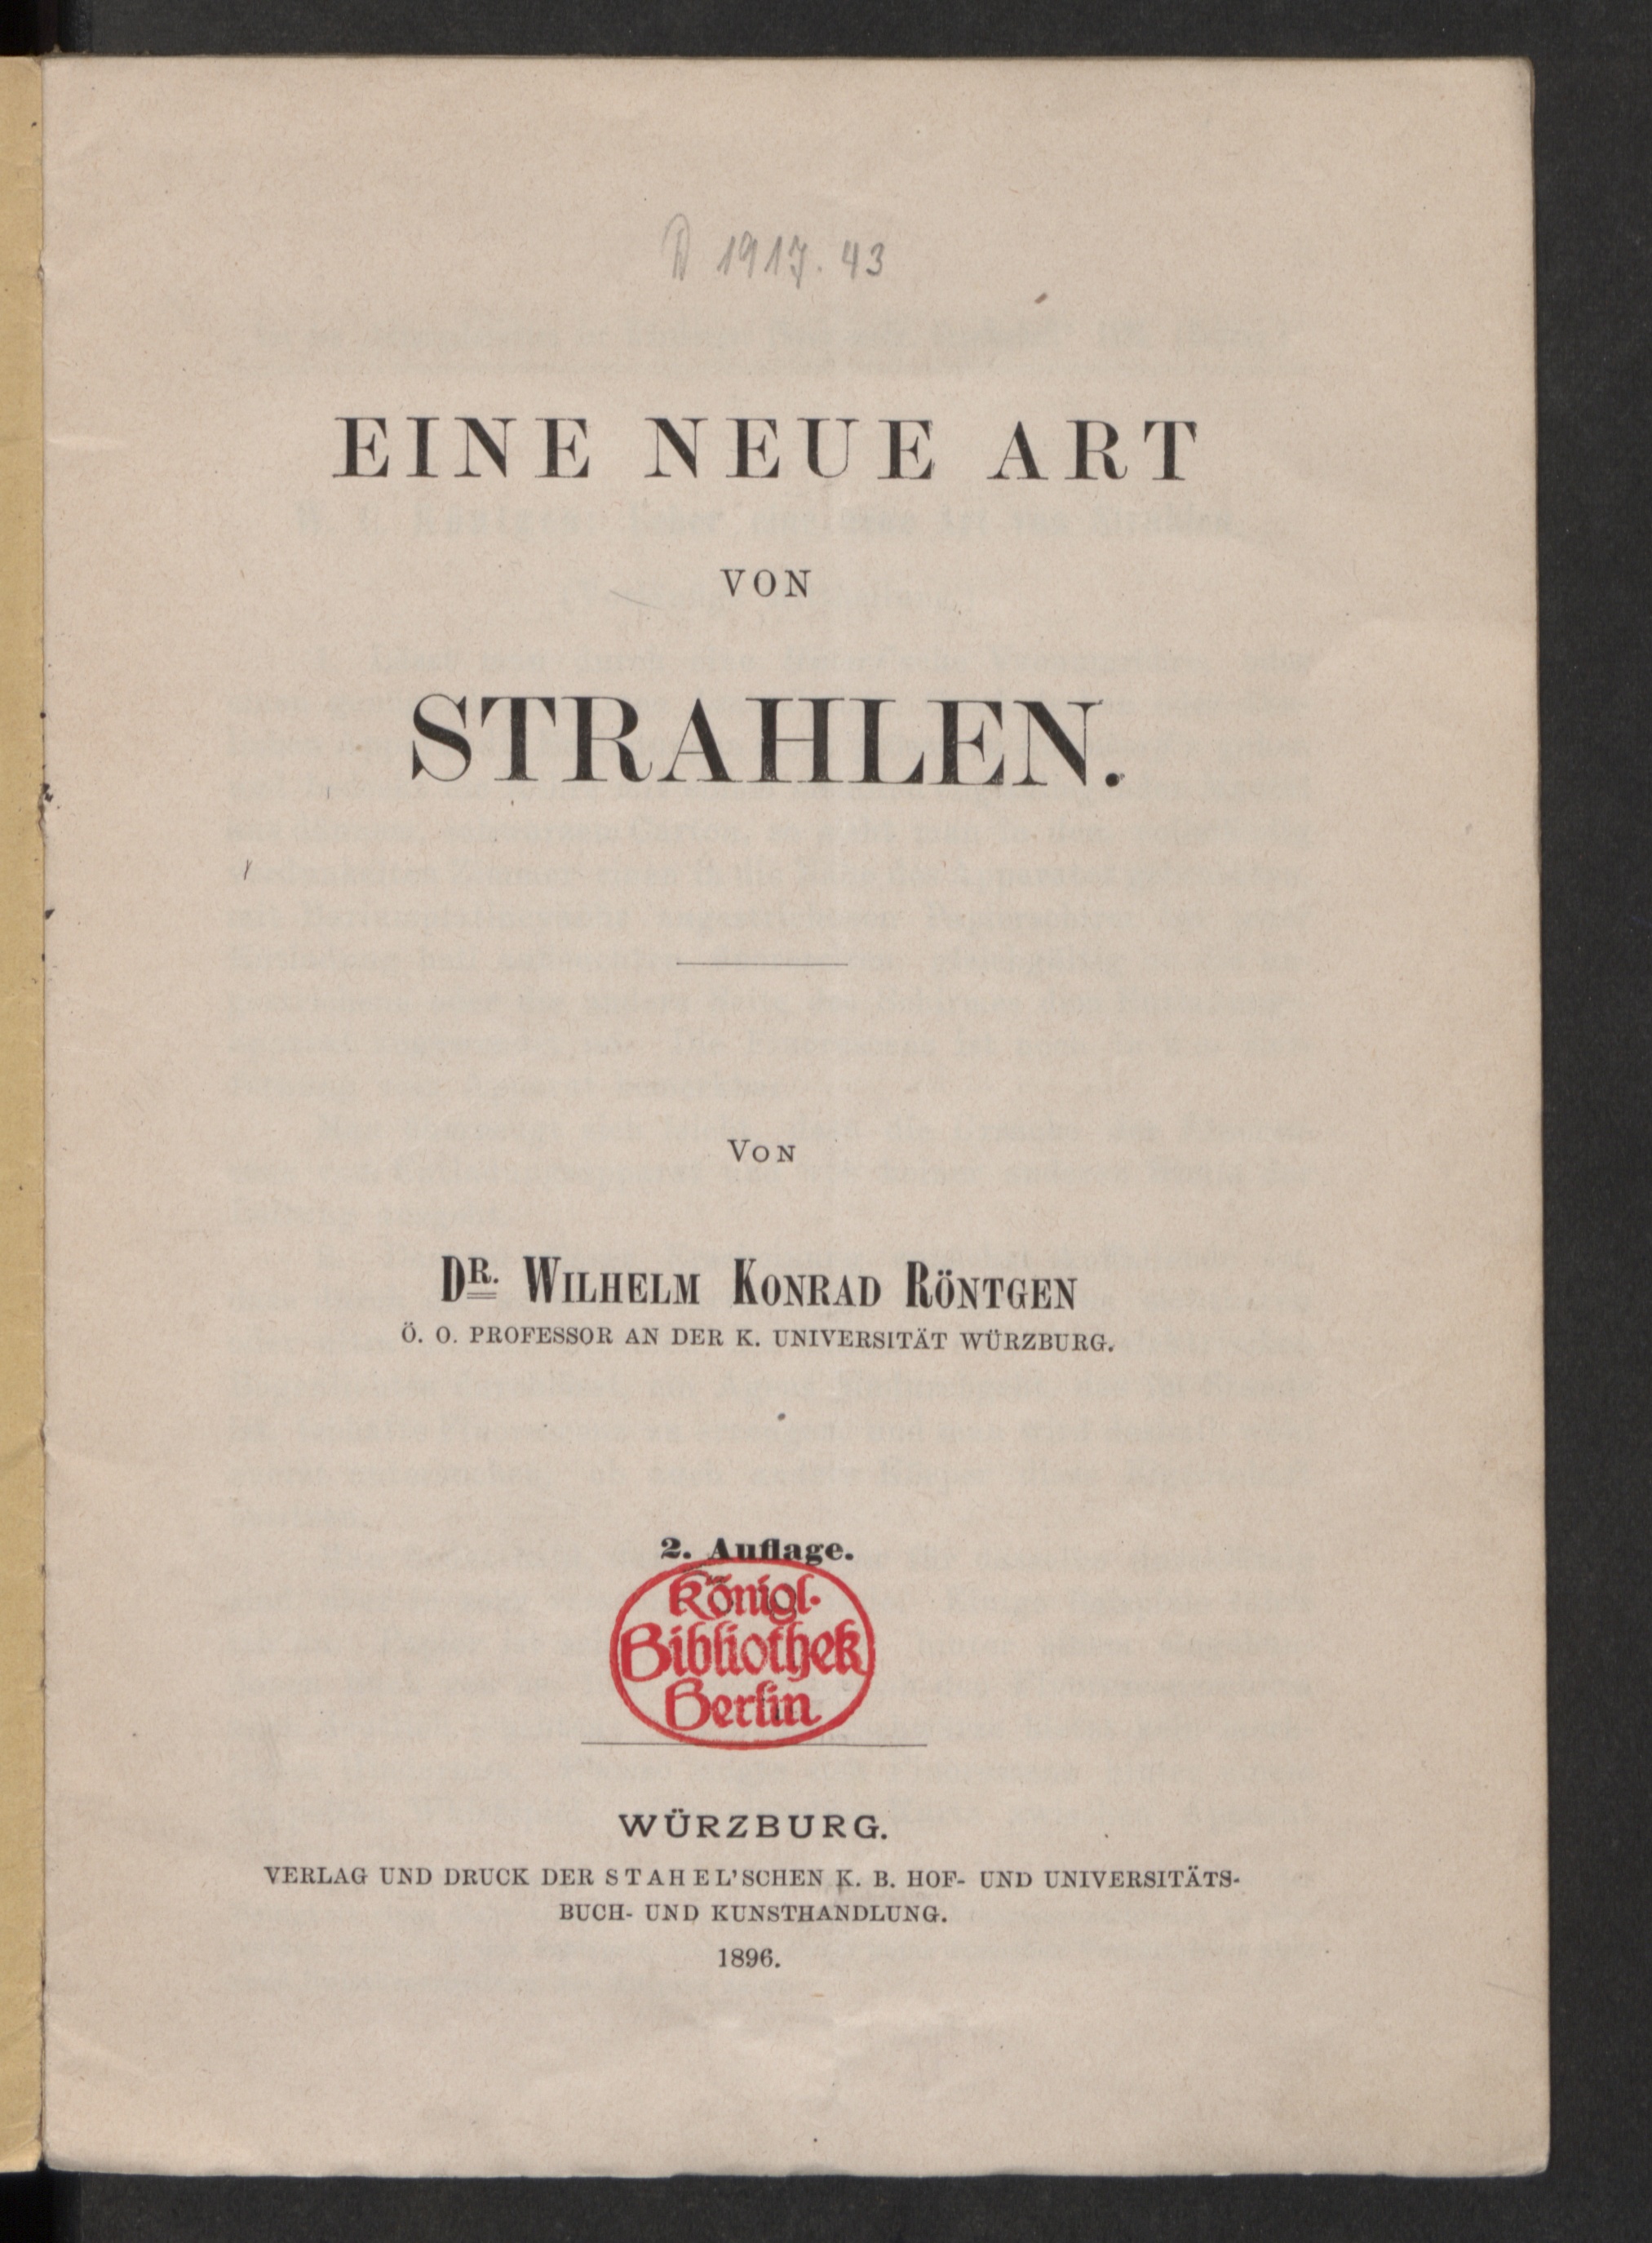 D 1917. 43
EINE NEUE ART
VON
STRAHLEN.
VON
DR. WILHELM KONRAD RÖNTGEN
Ö. O. PROFESSOR AN DER K. UNIVERSITÄT WÜRZBURG.
2. Auflage.
Königl.
Bibliothek
Berlin
WÜRZBURG.
VERLAG UND DRUCK DER STAHEL'SCHEN K. B. HOF- UND UNIVERSITÄTS-
BUCH- UND KUNSTHANDLUNG.
1896.